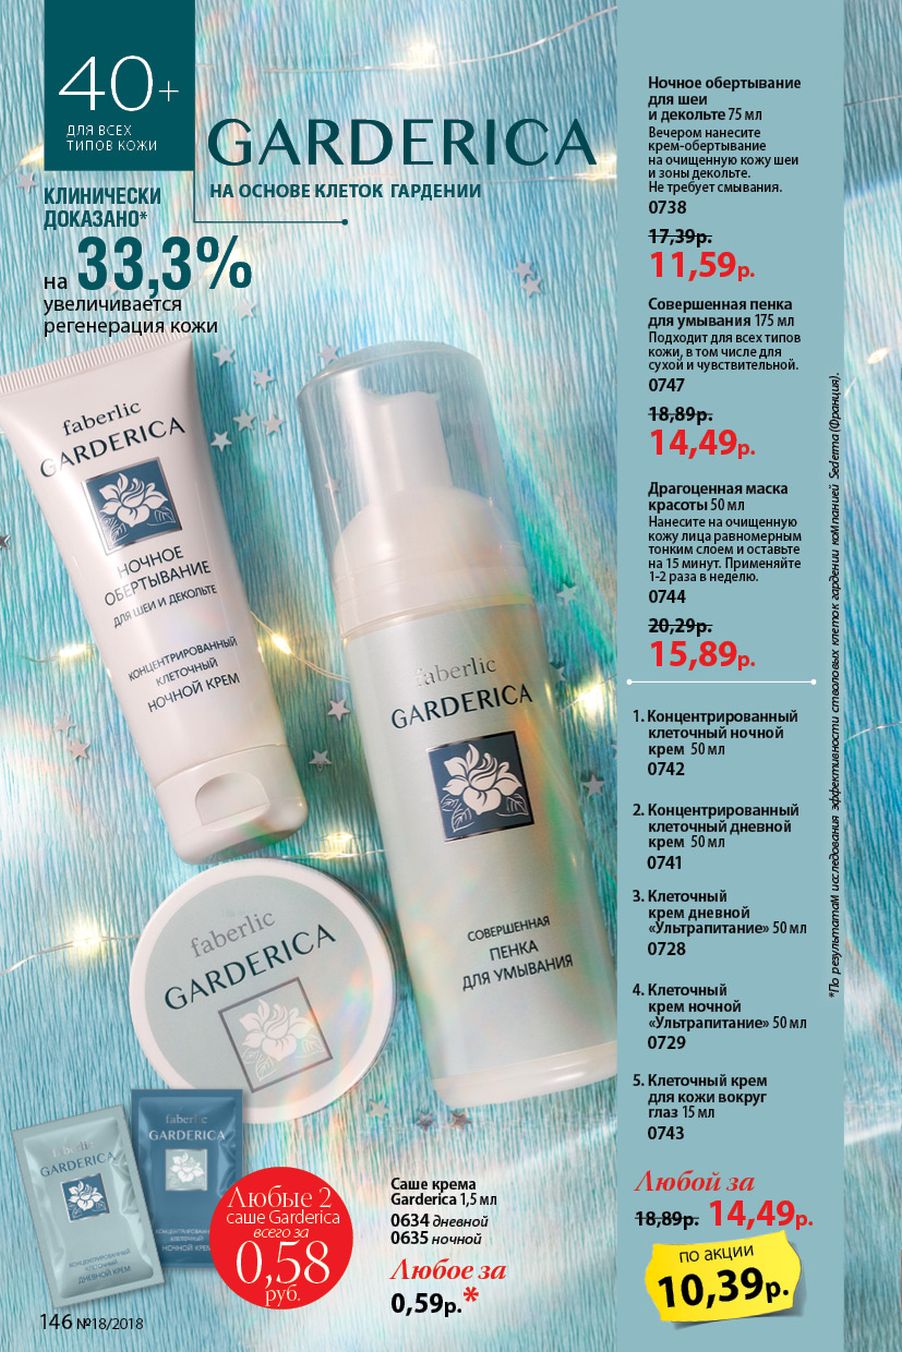 40+
ДЛЯ ВСЕХ
ТИПОВ КОЖИ
GARDERICA
НА ОСНОВЕ КЛЕТОК ГАРДЕНИИ
КЛИНИЧЕСКИ
ДОКАЗАНО*
на 33,3%
увеличивается
регенерация кожи
faberlic
GARDERICA
НОЧНОЕ
ОБЕРТЫВАНИЕ
ДЛЯ ШЕИ И ДЕКОЛЬТЕ
КОНЦЕНТРИРОВАННЫЙ
КЛЕТОЧНЫЙ
НОЧНОЙ КРЕМ
faberlic
GARDERICA
СОВЕРШЕННАЯ
ПЕНКА
ДЛЯ УМЫВАНИЯ
faberlic
GARDERICA
faberlic
GARDERICA
КОНЦЕНТРИРОВАННЫЙ
КЛЕТОЧНЫЙ
ДНЕВНОЙ КРЕМ
faberlic
GARDERICA
КОНЦЕНТРИРОВАННЫЙ
КЛЕТОЧНЫЙ
НОЧНОЙ КРЕМ
Любые 2
саше Garderica
всего за
0,58
руб.
Саше крема
Garderica 1,5 мл
0634 дневной
0635 ночной
Любое за
0,59р.*
146 №18/2018
Ночное обертывание
для шеи
и декольте 75 мл
Вечером нанесите
крем-обертывание
на очищенную кожу шеи
и зоны декольте.
Не требует смывания.
0738
17,39р.
11,59р.
Совершенная пенка
для умывания 175 мл
Подходит для всех типов
кожи, в том числе для
сухой и чувствительной.
0747
18,89р.
14,49р.
Драгоценная маска
красоты 50 мл
Нанесите на очищенную
кожу лица равномерным
тонким слоем и оставьте
на 15 минут. Применяйте
1-2 раза в неделю.
0744
20,29р.
15,89р.
1. Концентрированный
клеточный ночной
крем 50 мл
0742
2. Концентрированный
клеточный дневной
крем 50 мл
0741
3. Клеточный
крем дневной
«Ультрапитание» 50 мл
0728
4. Клеточный
крем ночной
«Ультрапитание» 50 мл
0729
5. Клеточный крем
для кожи вокруг
глаз 15 мл
0743
Любой за
18,89р. 14,49р.
по акции
10,39р.
*По результатам исследования эффективности стволовых клеток гардении компанией Sederma (Франция).